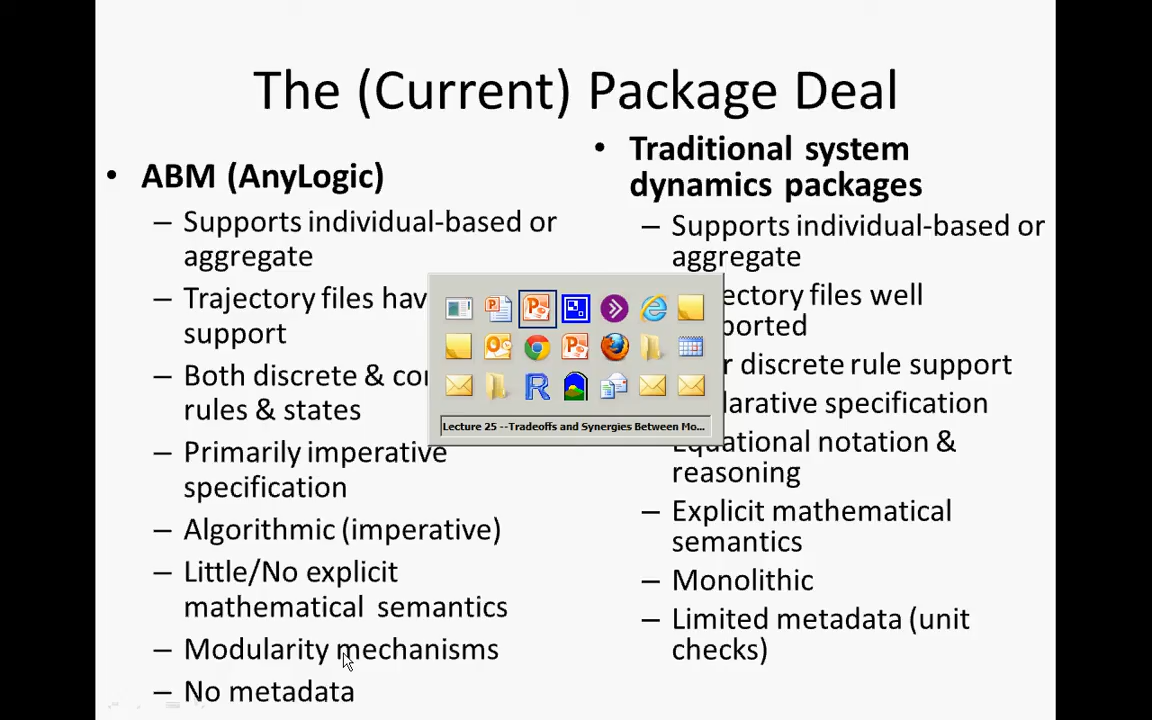 The (Current) Package Deal
• ABM (AnyLogic)
– Supports individual-based or
aggregate
– Trajectory files hav
support
– Both discrete & co
rules & states
– Primarily imperative
specification
– Algorithmic (imperative)
– Little/No explicit
mathematical semantics
– Modularity mechanisms
– No metadata
• Traditional system
dynamics packages
– Supports individual-based or
aggregate
ectory files well
ported
r discrete rule support
larative specification
Equational notation &
reasoning
– Explicit mathematical
semantics
– Monolithic
– Limited metadata (unit
checks)
Lecture 25 --Tradeoffs and Synergies Between Mo...